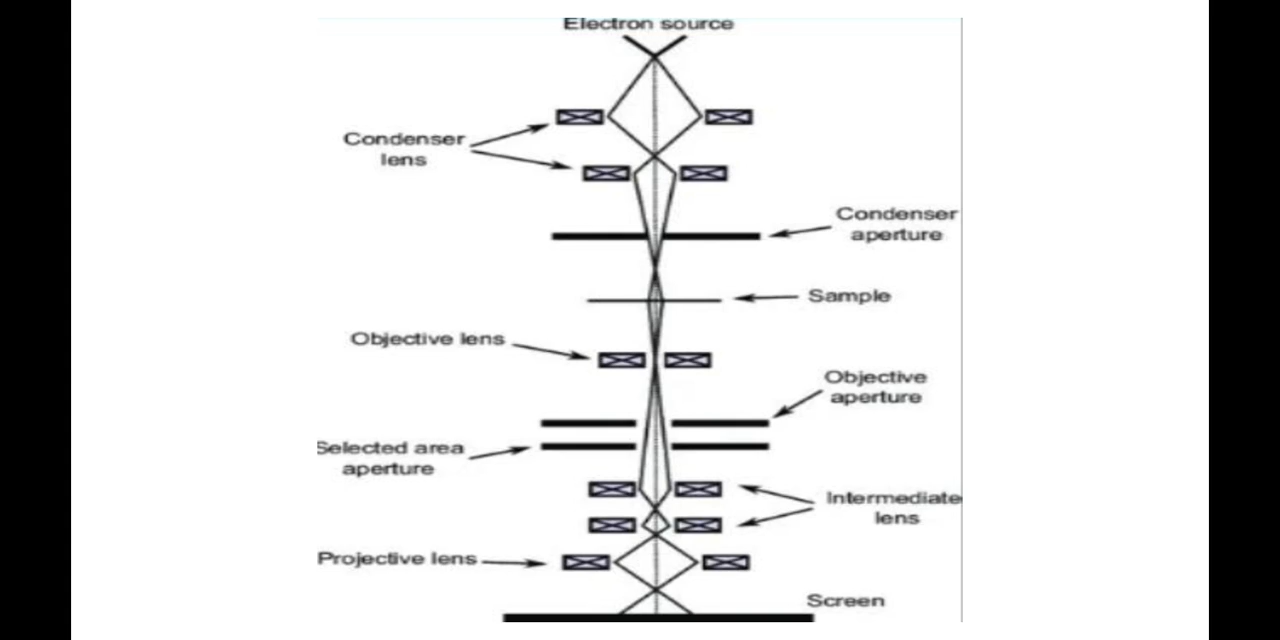 Electron source
Condenser
lens
Condenser
aperture
Sample
Objective lens
Objective
aperture
Selected area
aperture
Intermediate
lens
Projective lens
Screen